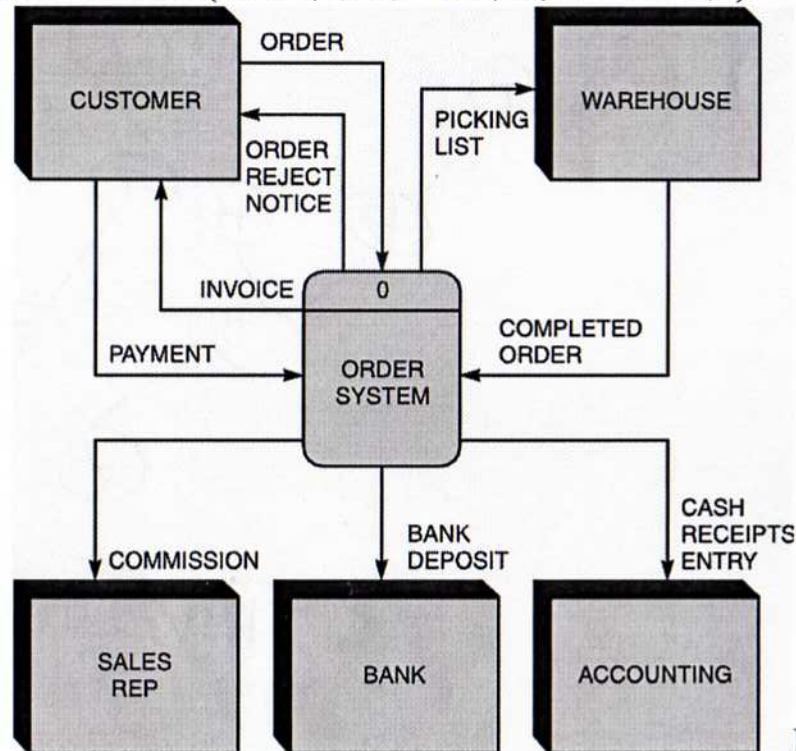 ORDER
CUSTOMER
WAREHOUSE
ORDER
REJECT
NOTICE
PICKING
LIST
INVOICE
0
PAYMENT
ORDER
SYSTEM
COMPLETED
ORDER
COMMISSION
BANK
DEPOSIT
CASH
RECEIPTS
ENTRY
SALES
REP
BANK
ACCOUNTING